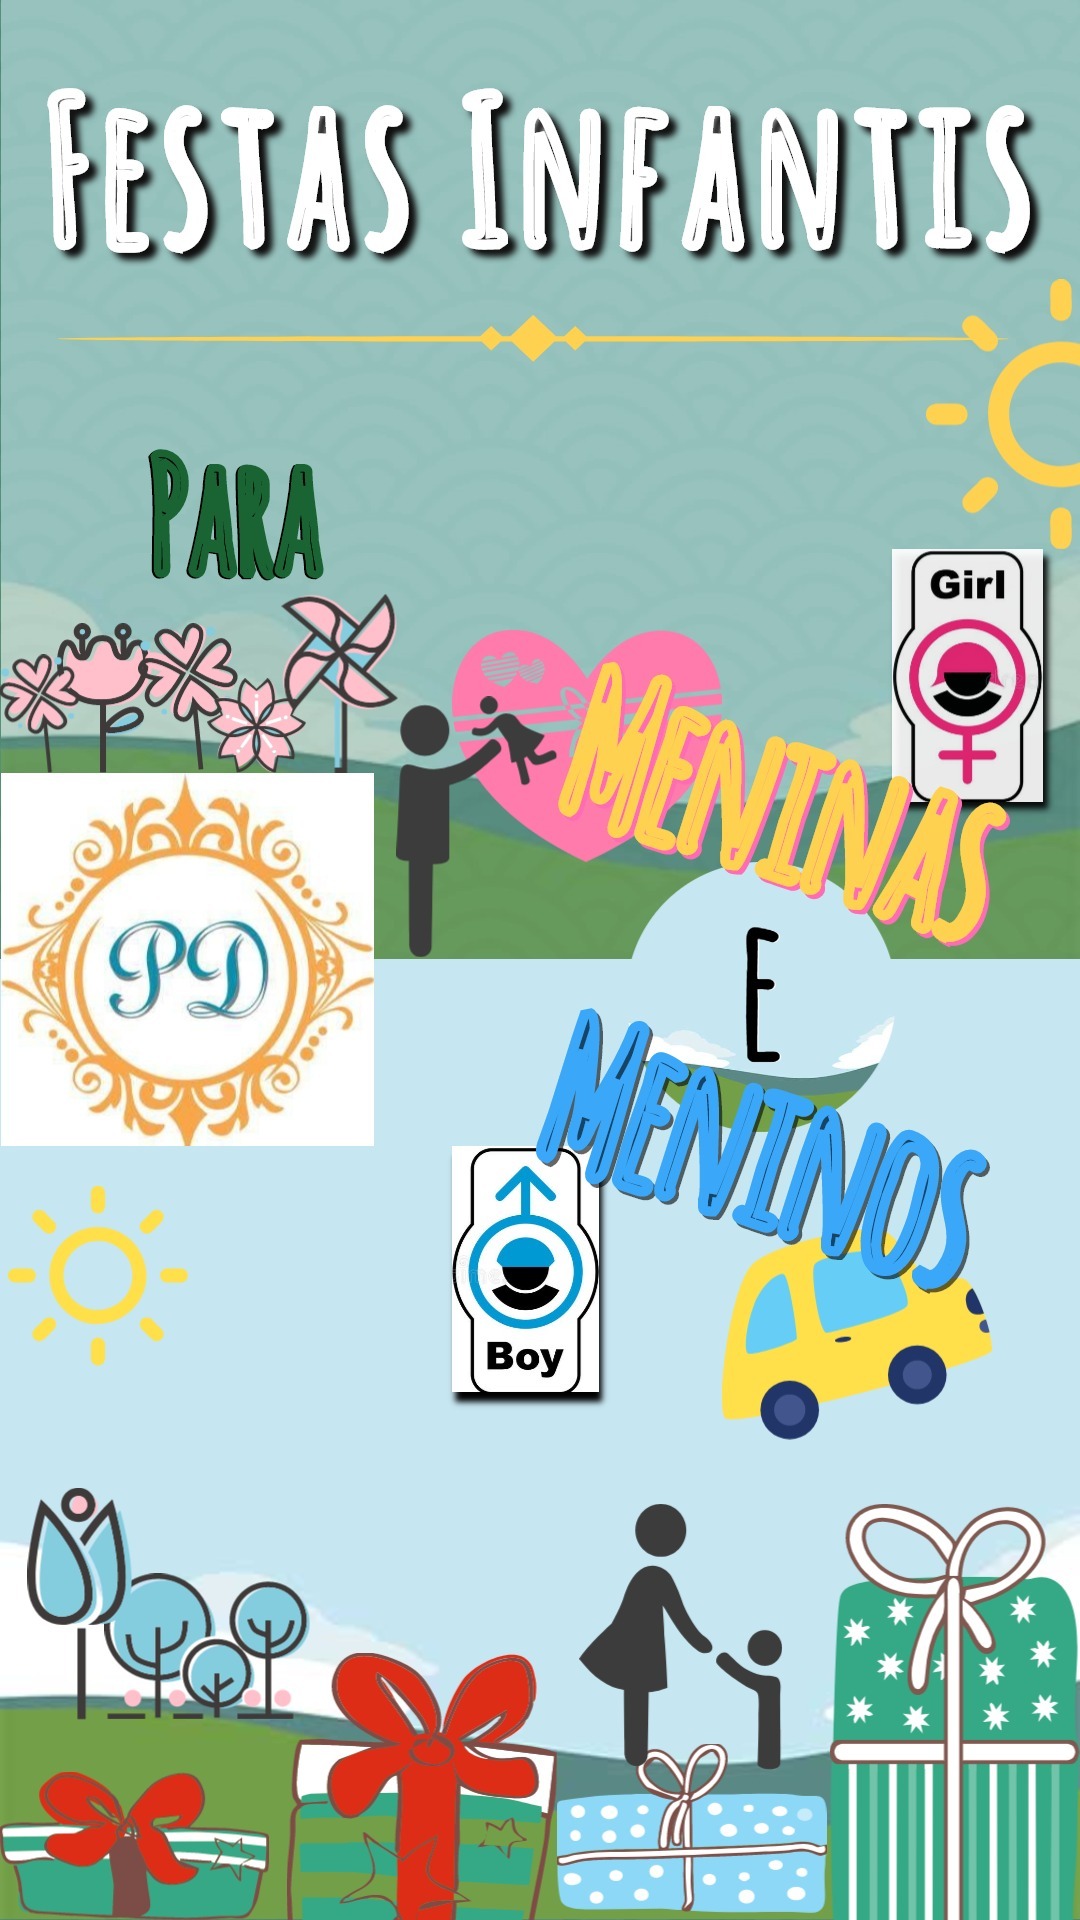 Festas Infantis
Para
Girl
Meninas
PD
E
Meninos
Boy